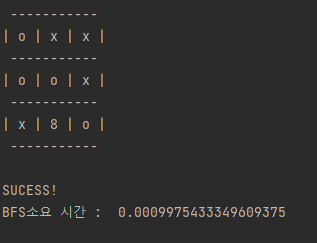 -----------
| o | x | x |
-----------
| o | o | x |
-----------
| x | 8 | o |
-----------
SUCESS!
BFS소요 시간 :  0.0009975433349609375